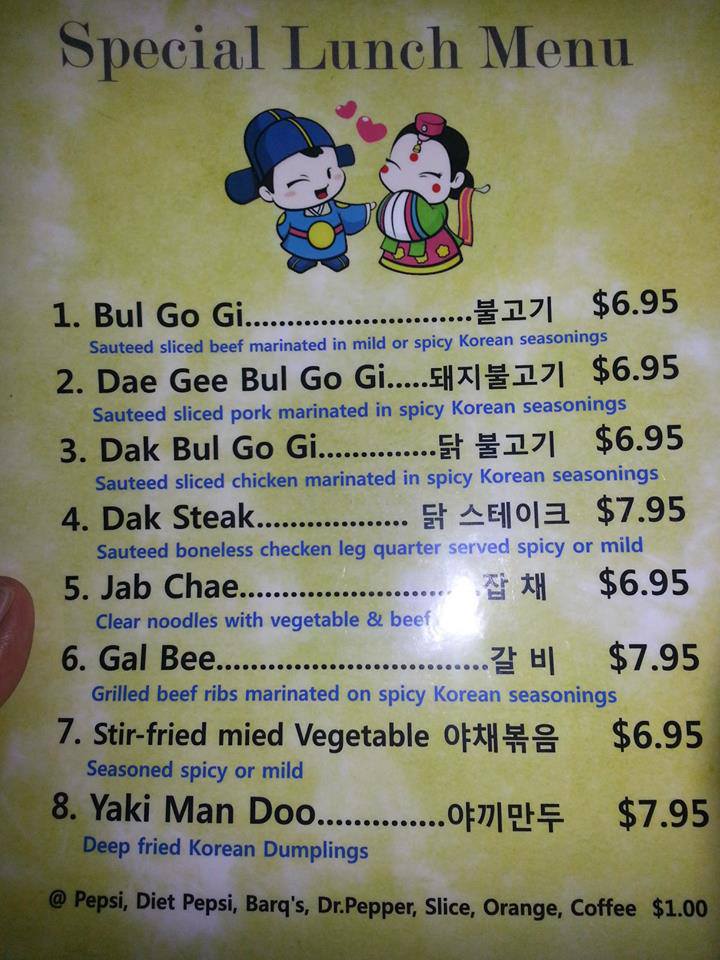 Special Lunch Menu
1. Bul Go Gi...........................불고기 $6.95
Sauteed sliced beef marinated in mild or spicy Korean seasonings
2. Dae Gee Bul Go Gi.....돼지불고기 $6.95
Sauteed sliced pork marinated in spicy Korean seasonings
3. Dak Bul Go Gi..............닭 불고기 $6.95
Sauteed sliced chicken marinated in spicy Korean seasonings
4. Dak Steak.................. 닭 스테이크 $7.95
Sauteed boneless checken leg quarter served spicy or mild
5. Jab Chae..........................잡 채 $6.95
Clear noodles with vegetable & beef
6. Gal Bee................................갈 비 $7.95
Grilled beef ribs marinated on spicy Korean seasonings
7. Stir-fried mied Vegetable 야채볶음 $6.95
Seasoned spicy or mild
8. Yaki Man Doo...............야끼만두 $7.95
Deep fried Korean Dumplings
@ Pepsi, Diet Pepsi, Barq's, Dr.Pepper, Slice, Orange, Coffee $1.00